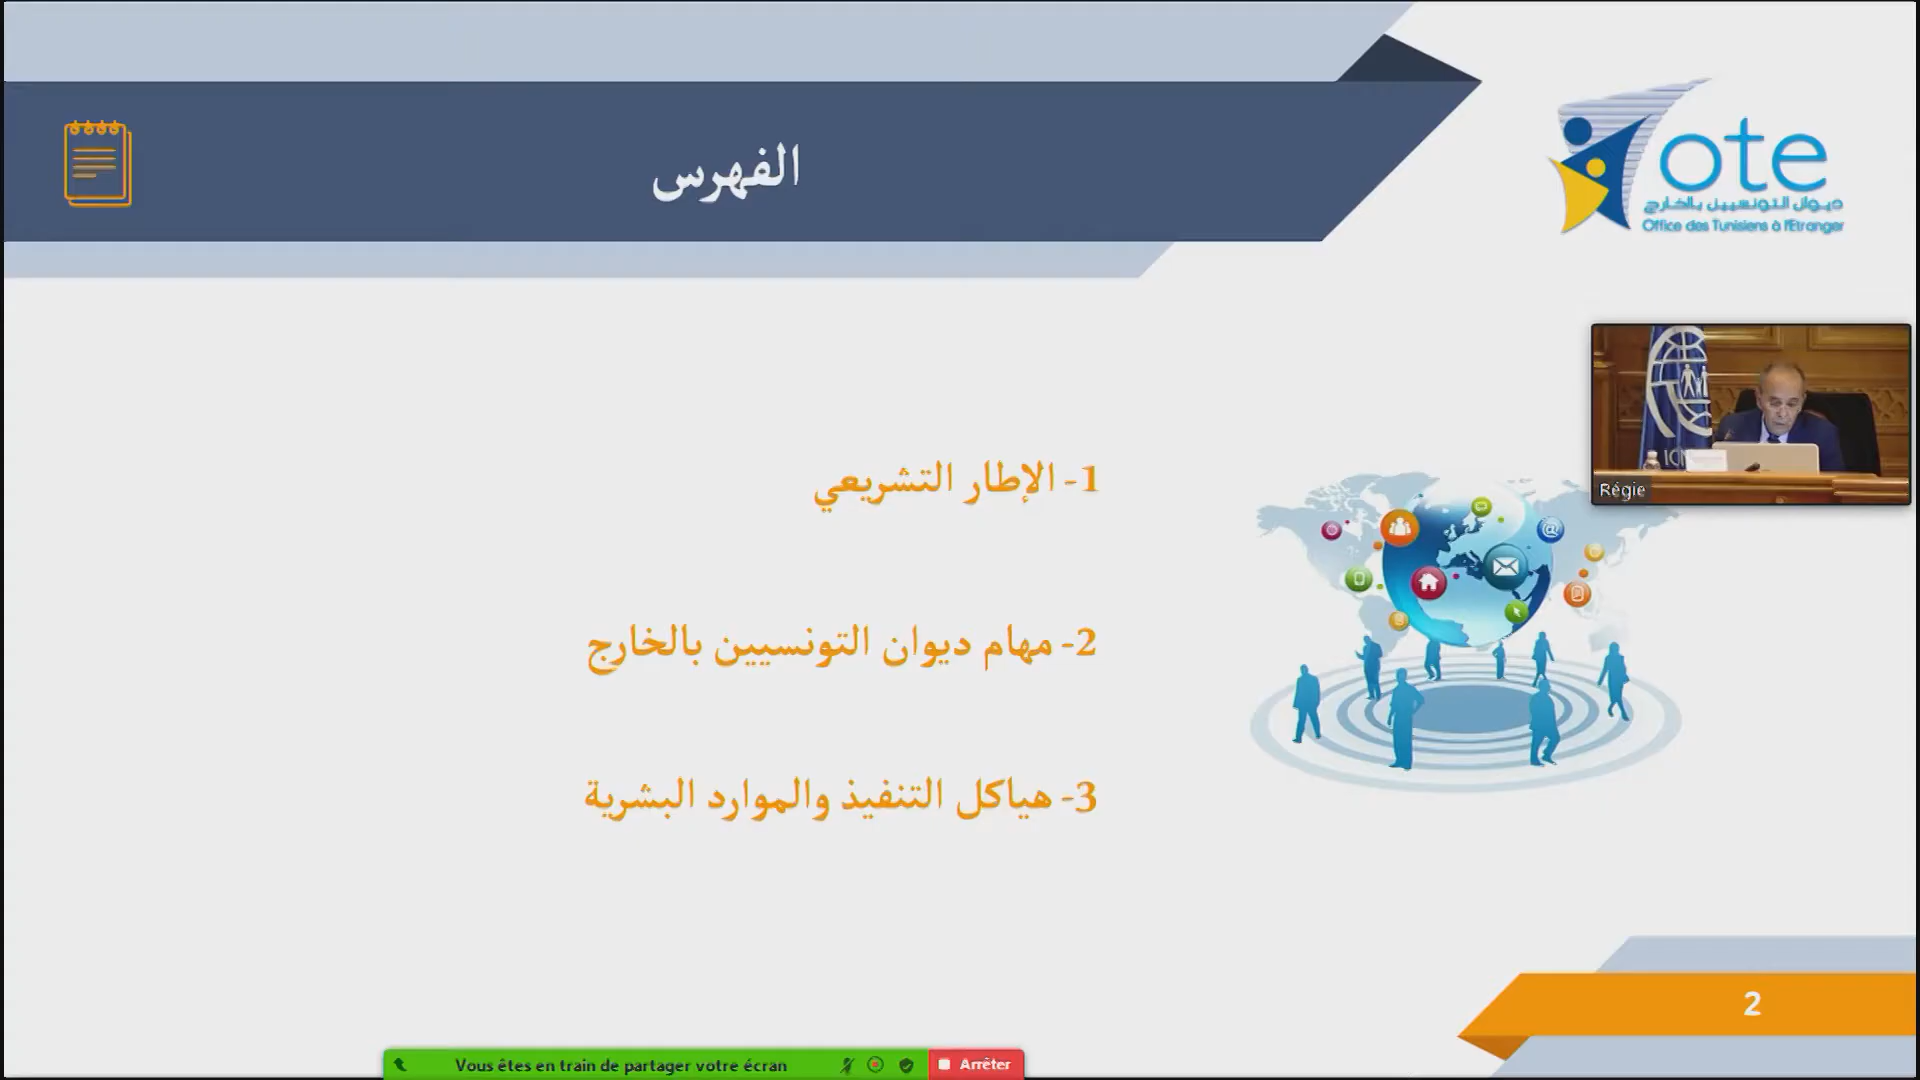 الفهرس
ote
ديوان التونسيين بالخارج
Office des Tunisiens à l'Etranger
1- الإطار التشريعي
2- مهام ديوان التونسيين بالخارج
3- هياكل التنفيذ والموارد البشرية
Régie
2
Vous êtes en train de partager votre écran
Arrêter